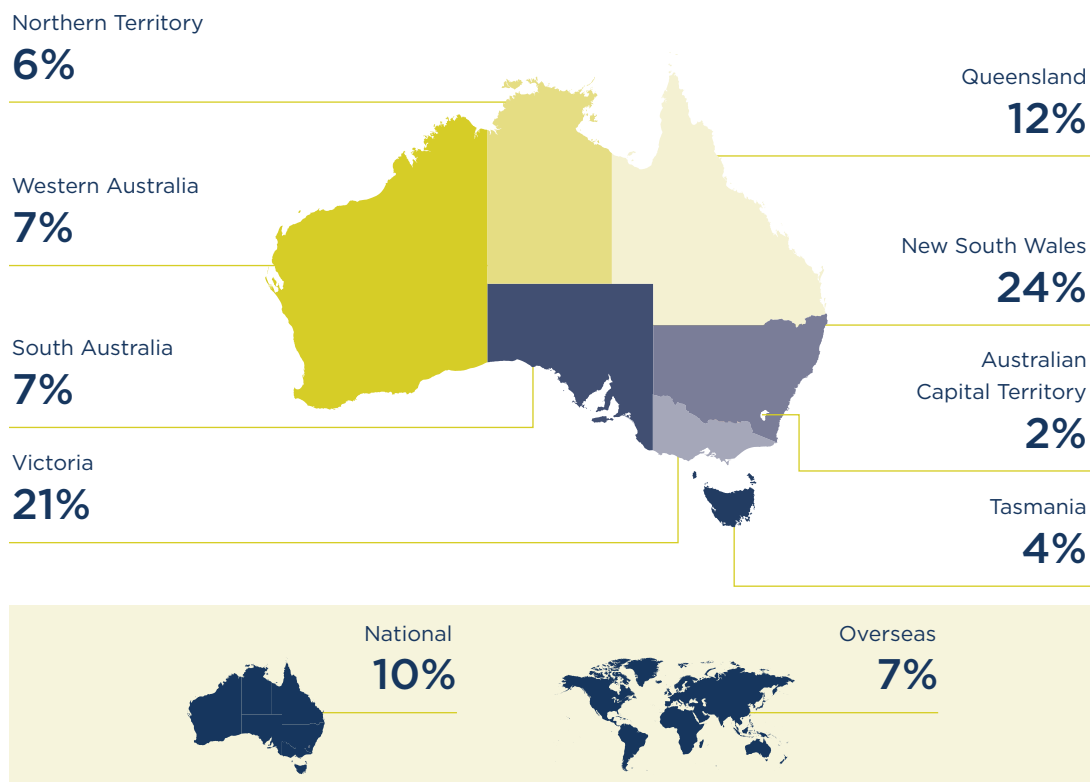 Northern Territory
6%
Western Australia
7%
South Australia
7%
Victoria
21%
Queensland
12%
New South Wales
24%
Australian
Capital Territory
2%
Tasmania
4%
National
10%
Overseas
7%